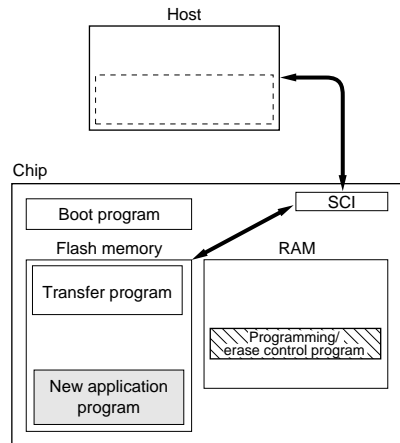 Host
Chip
SCI
Boot program
Flash memory
RAM
Transfer program
Programming/
erase control program
New application
program